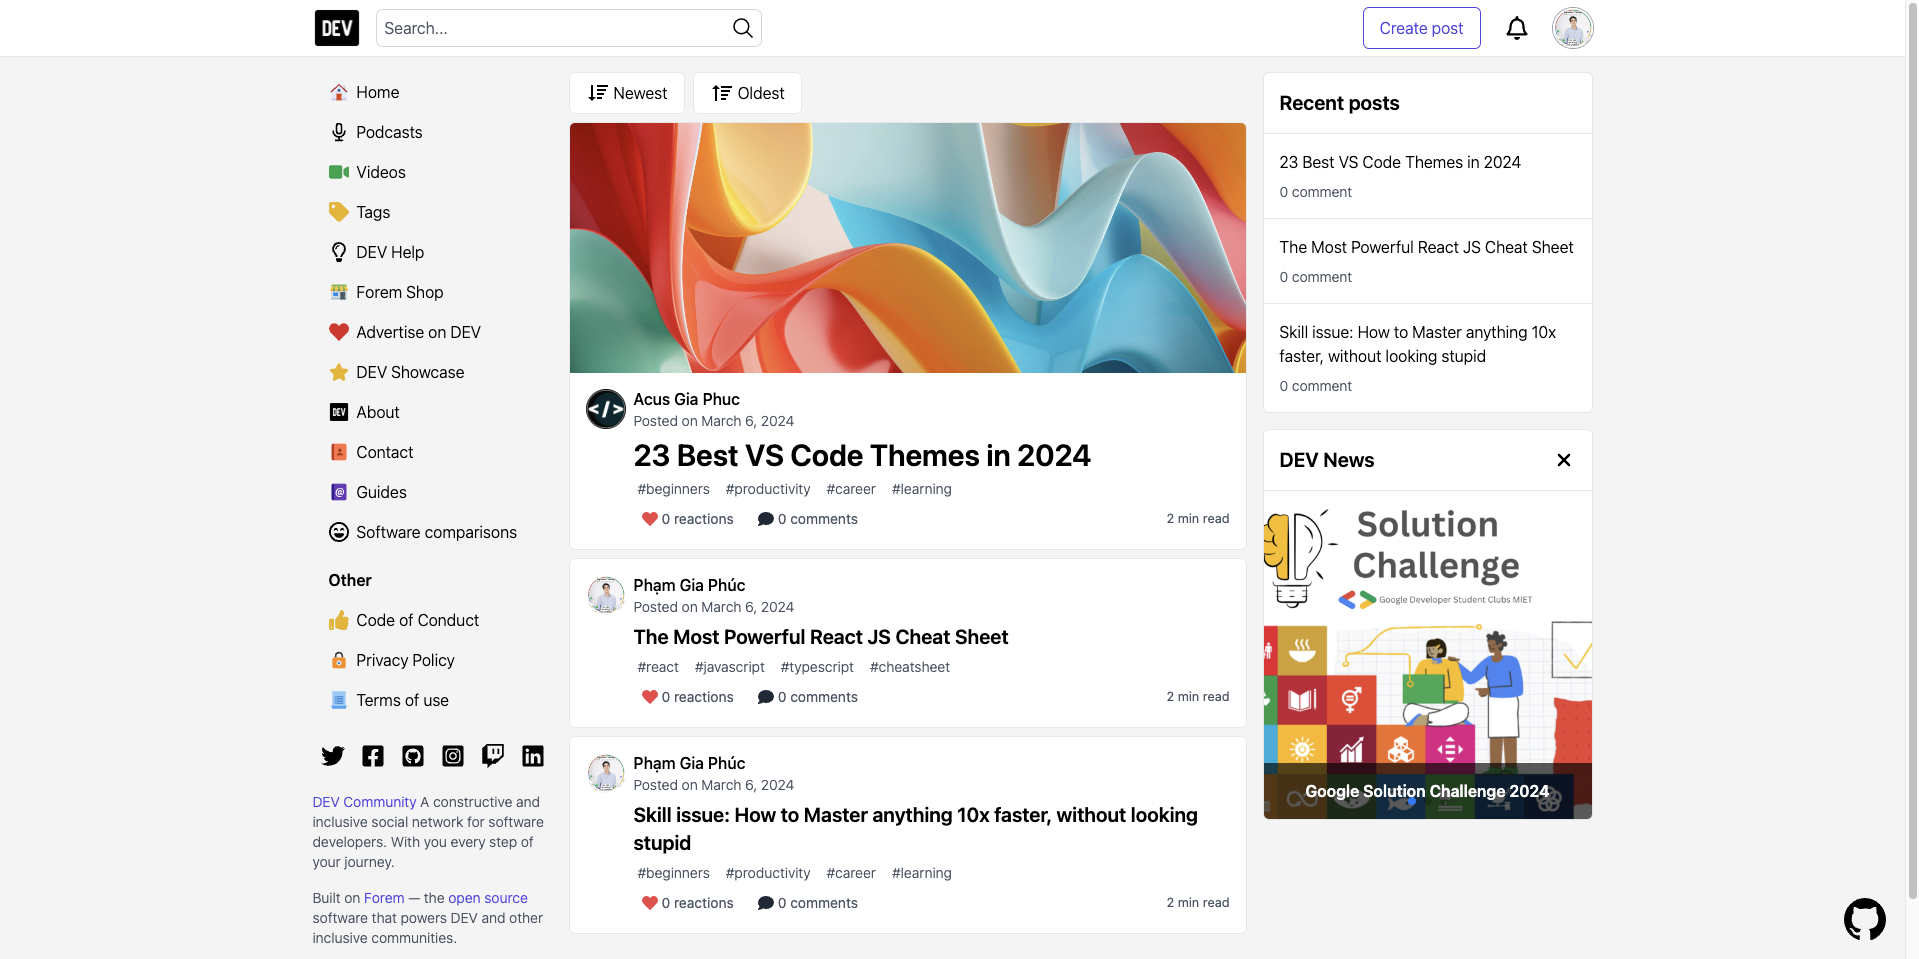 DEV
Search...
Create post
Home
Podcasts
Videos
Tags
DEV Help
Forem Shop
Advertise on DEV
DEV Showcase
DEV
About
Contact
Guides
Software comparisons
Other
Code of Conduct
Privacy Policy
Terms of use
DEV Community A constructive and
inclusive social network for software
developers. With you every step of
your journey.
Built on Forem — the open source
software that powers DEV and other
inclusive communities.
Newest
Oldest
Acus Gia Phuc
Posted on March 6, 2024
23 Best VS Code Themes in 2024
#beginners #productivity #career #learning
0 reactions 0 comments 2 min read
Phạm Gia Phúc
Posted on March 6, 2024
The Most Powerful React JS Cheat Sheet
#react #javascript #typescript #cheatsheet
0 reactions 0 comments 2 min read
Phạm Gia Phúc
Posted on March 6, 2024
Skill issue: How to Master anything 10x faster, without looking
stupid
#beginners #productivity #career #learning
0 reactions 0 comments 2 min read
Recent posts
23 Best VS Code Themes in 2024
0 comment
The Most Powerful React JS Cheat Sheet
0 comment
Skill issue: How to Master anything 10x
faster, without looking stupid
0 comment
DEV News
Solution
Challenge
Google Developer Student Clubs MIET
Google Solution Challenge 2024